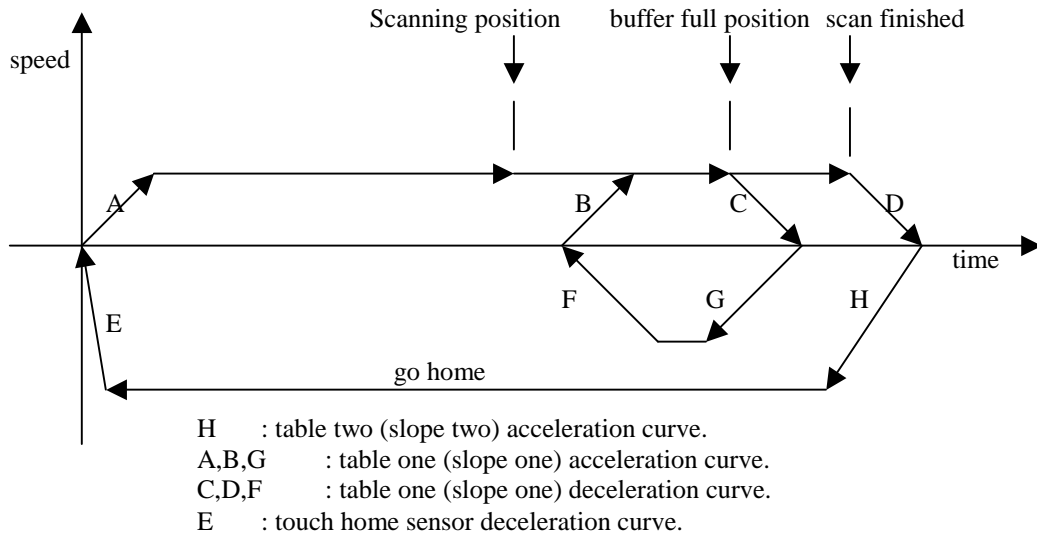 Scanning position buffer full position scan finished
speed
A B C D
time
F G H
E
go home
H : table two (slope two) acceleration curve.
A,B,G : table one (slope one) acceleration curve.
C,D,F : table one (slope one) deceleration curve.
E : touch home sensor deceleration curve.